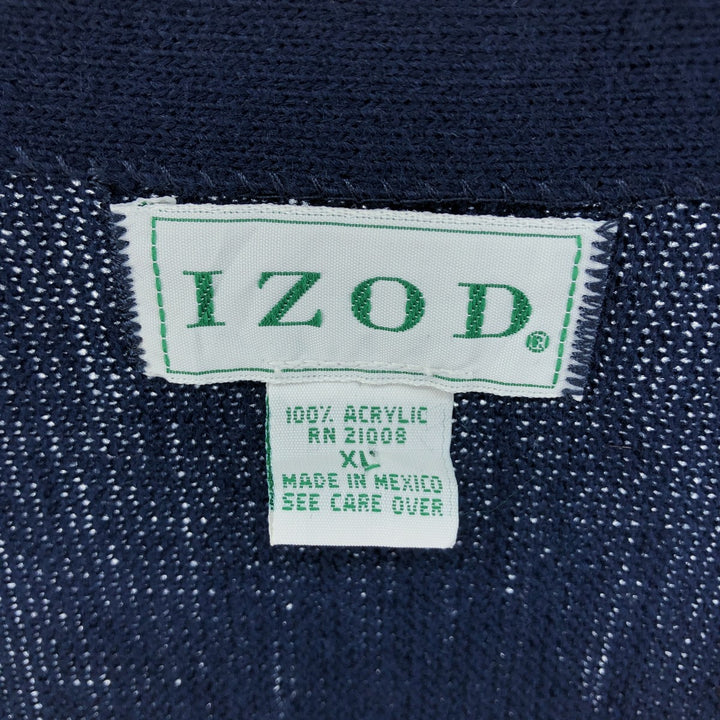 IZOD®
100% ACRYLIC
RN 21008
XL
MADE IN MEXICO
SEE CARE OVER